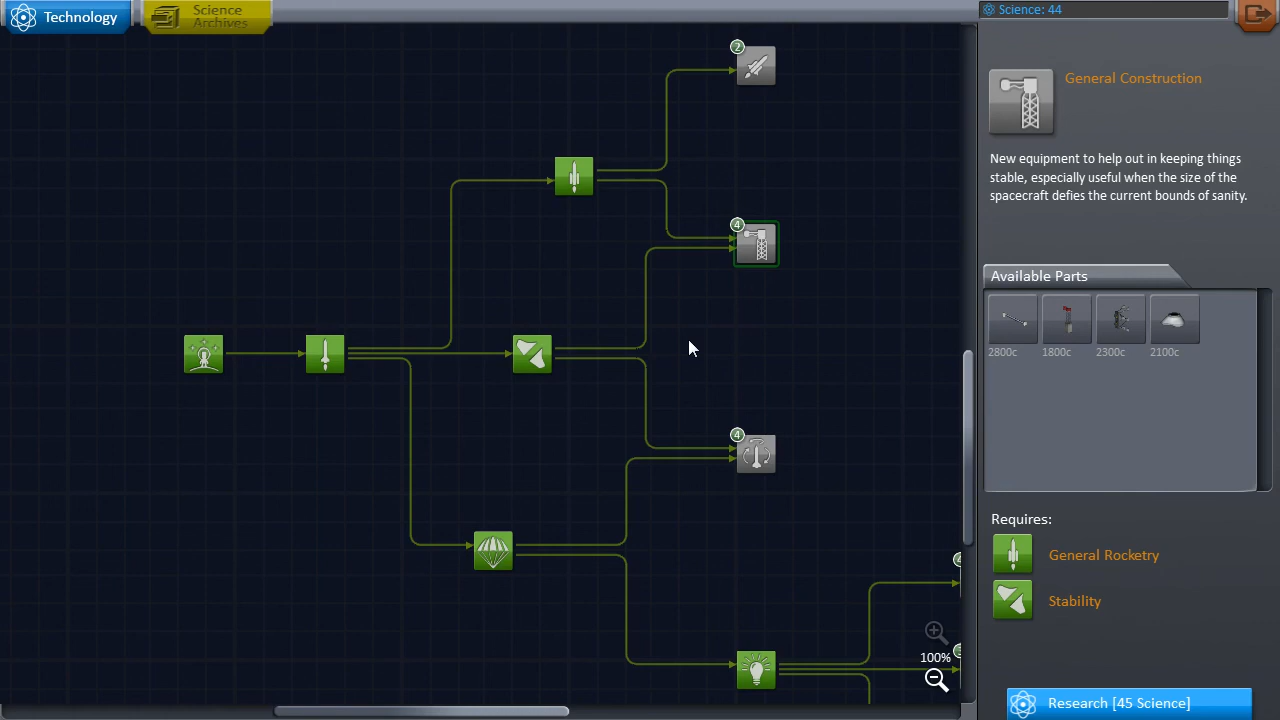 Technology
Science
Archives
Science: 44
General Construction
New equipment to help out in keeping things
stable, especially useful when the size of the
spacecraft defies the current bounds of sanity.
Available Parts
2800c
1800c
2300c
2100c
Requires:
General Rocketry
Stability
Research [45 Science]
2
4
4
100%